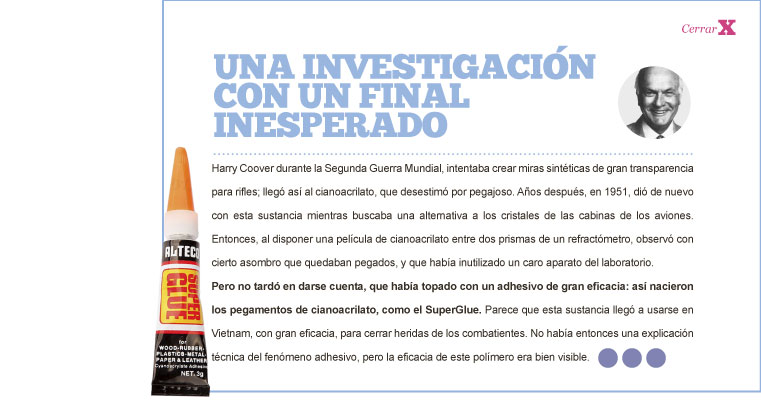 Cerrar X
UNA INVESTIGACIÓN
CON UN FINAL
INESPERADO
Harry Coover durante la Segunda Guerra Mundial, intentaba crear miras sintéticas de gran transparencia
para rifles; llegó así al cianoacrilato, que desestimó por pegajoso. Años después, en 1951, dió de nuevo
con esta sustancia mientras buscaba una alternativa a los cristales de las cabinas de los aviones.
Entonces, al disponer una película de cianoacrilato entre dos prismas de un refractómetro, observó con
cierto asombro que quedaban pegados, y que había inutilizado un caro aparato del laboratorio.
Pero no tardó en darse cuenta, que había topado con un adhesivo de gran eficacia: así nacieron
los pegamentos de cianoacrilato, como el SuperGlue. Parece que esta sustancia llegó a usarse en
Vietnam, con gran eficacia, para cerrar heridas de los combatientes. No había entonces una explicación
técnica del fenómeno adhesivo, pero la eficacia de este polímero era bien visible.
ALTECO
SUPER
GLUE
for
WOOD-RUBBER-
PLASTICS-METAL-
PAPER & LEATHER
Cyanoacrylate Adhesive
NET. 3g